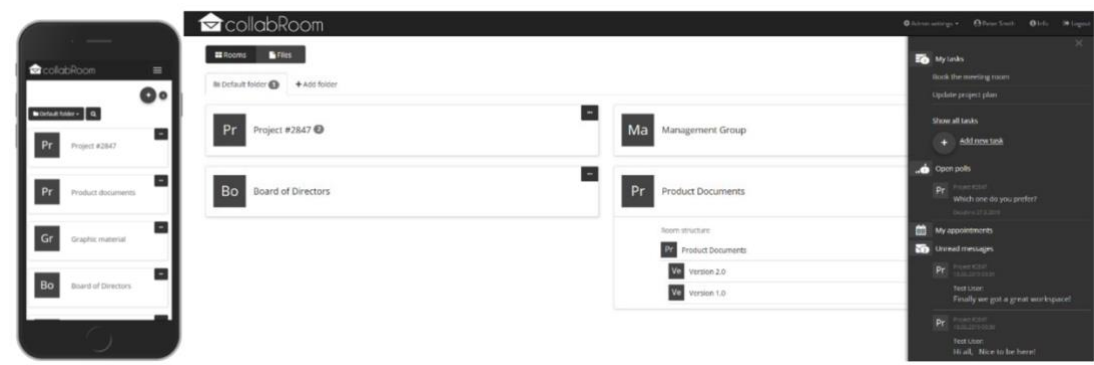 collabRoom
Default folder
Pr Project #2847
Pr Product documents
Gr Graphic material
Bo Board of Directors
collabRoom
Admin settings Peter Smith Info Logout
Rooms Files
Default folder + Add folder
Pr Project #2847
Ma Management Group
Bo Board of Directors
Pr Product Documents
Room structure
Pr Product Documents
Ve Version 2.0
Ve Version 1.0
My tasks
Book the meeting room
Update project plan
Show all tasks
+ Add new task
Open polls
Project #2847
Pr Which one do you prefer?
My appointments
Unread messages
Pr Project #2847
Test User:
Finally we got a great workspace!
Pr Project #2847
Test User:
Hi all, Nice to be here!